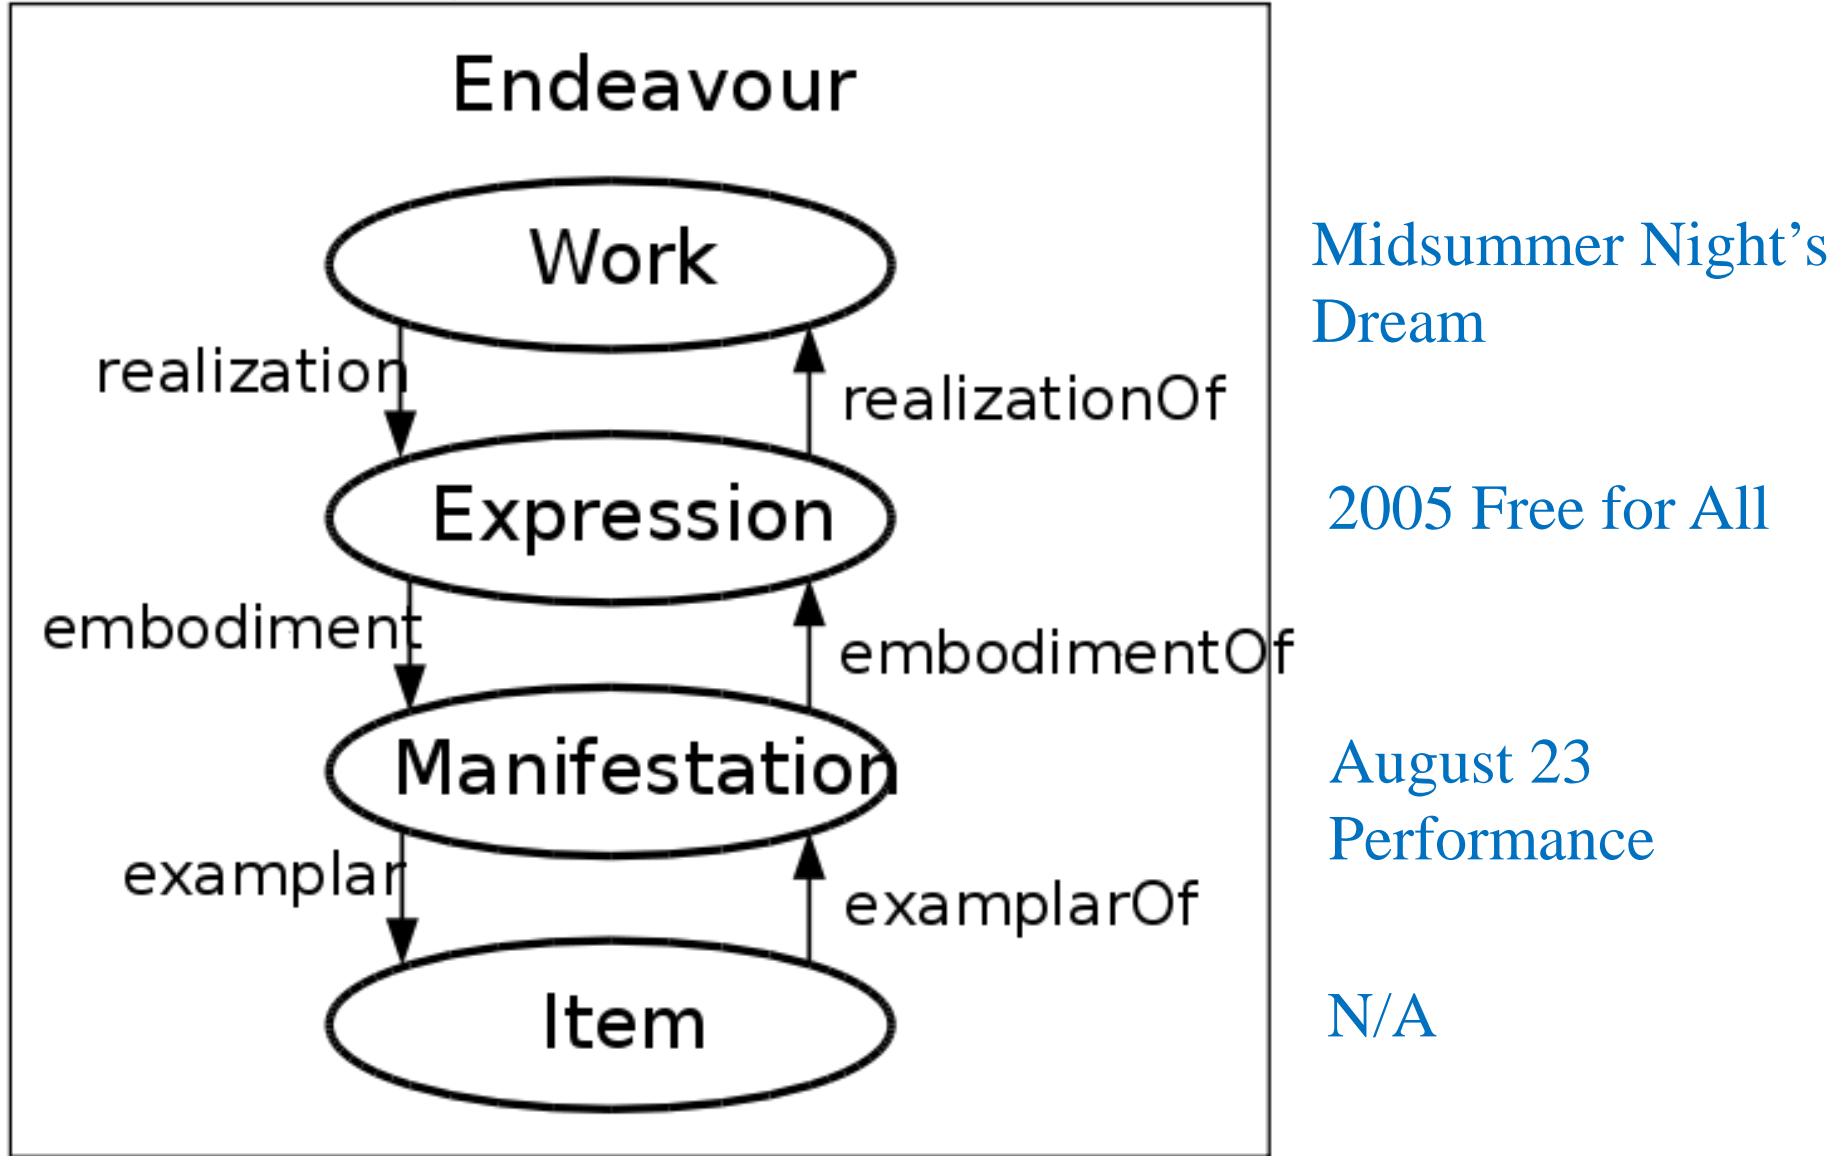 Endeavour
Work
Midsummer Night’s
Dream
realization
realizationOf
Expression
2005 Free for All
embodiment
embodimentOf
Manifestation
August 23
Performance
examplar
examplarOf
Item
N/A